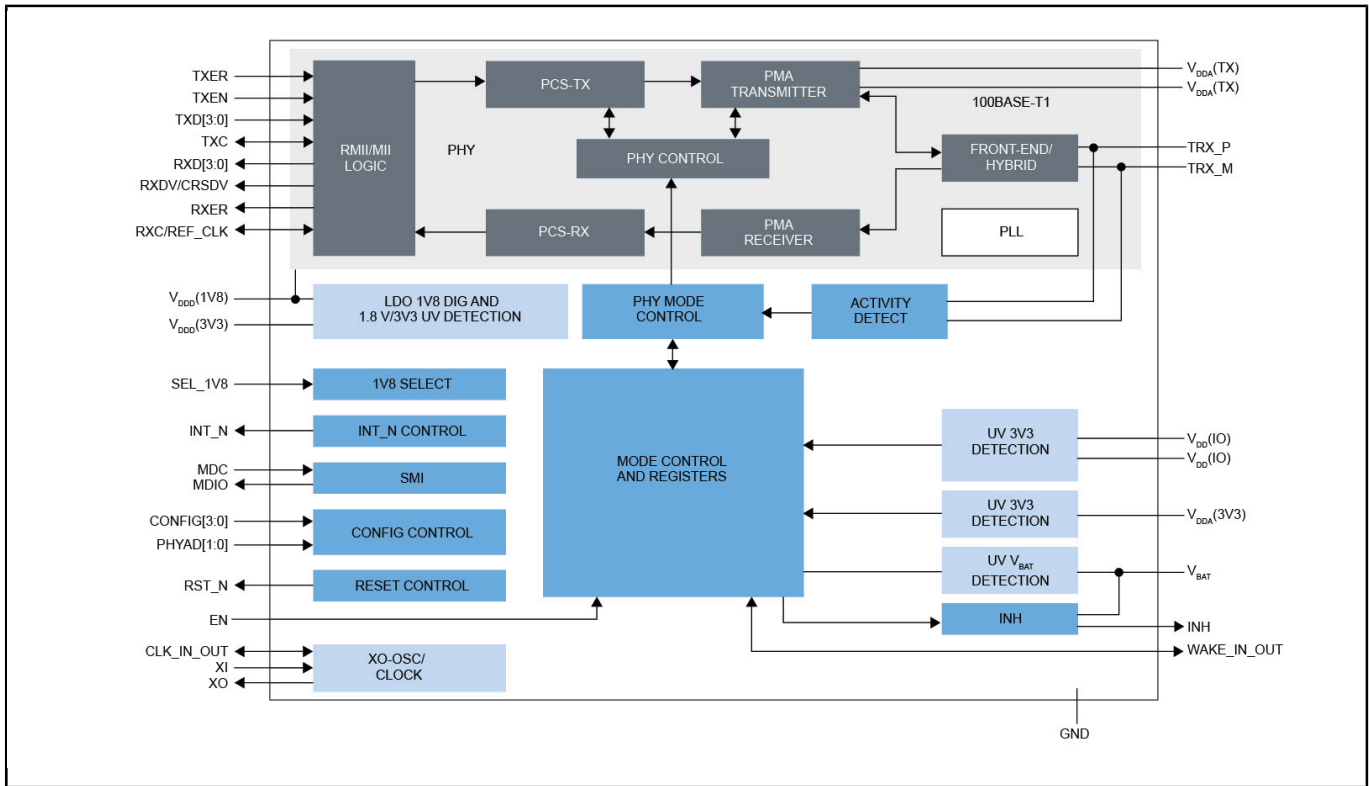 TXER
TXEN
TXD[3:0]
TXC
RXD[3:0]
RXDV/CRSDV
RXER
RXC/REF_CLK
RMII/MII
LOGIC
PHY
PCS-TX
PMA
TRANSMITTER
100BASE-T1
PHY CONTROL
FRONT-END/
HYBRID
PCS-RX
PMA
RECEIVER
PLL
VDDA(TX)
VDDA(TX)
TRX_P
TRX_M
VDDD(1V8)
VDDD(3V3)
LDO 1V8 DIG AND
1.8 V/3V3 UV DETECTION
PHY MODE
CONTROL
ACTIVITY
DETECT
SEL_1V8
1V8 SELECT
INT_N
INT_N CONTROL
MDC
MDIO
SMI
CONFIG[3:0]
PHYAD[1:0]
CONFIG CONTROL
RST_N
RESET CONTROL
EN
CLK_IN_OUT
XI
XO
XO-OSC/
CLOCK
MODE CONTROL
AND REGISTERS
UV 3V3
DETECTION
VDD(IO)
VDD(IO)
UV 3V3
DETECTION
VDDA(3V3)
UV VBAT
DETECTION
VBAT
INH
INH
WAKE_IN_OUT
GND